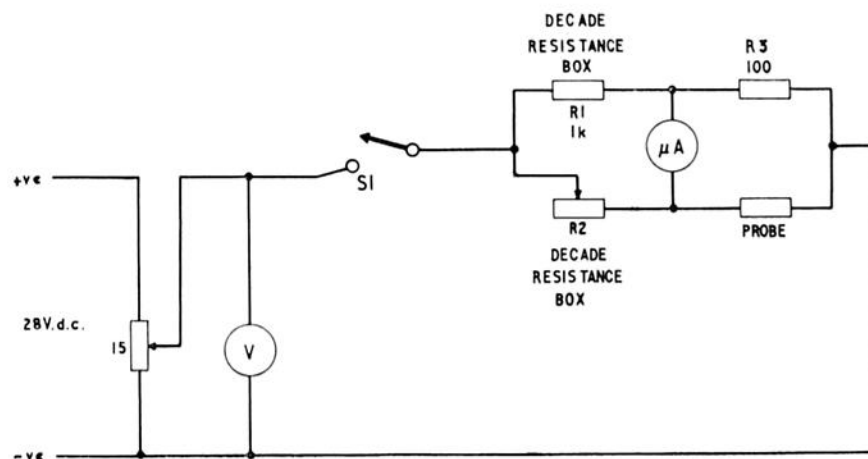 DECADE
RESISTANCE
BOX
R1
1k
R3
100
μA
+ve
S1
R2
PROBE
DECADE
RESISTANCE
BOX
28V.d.c.
15
V
-ve